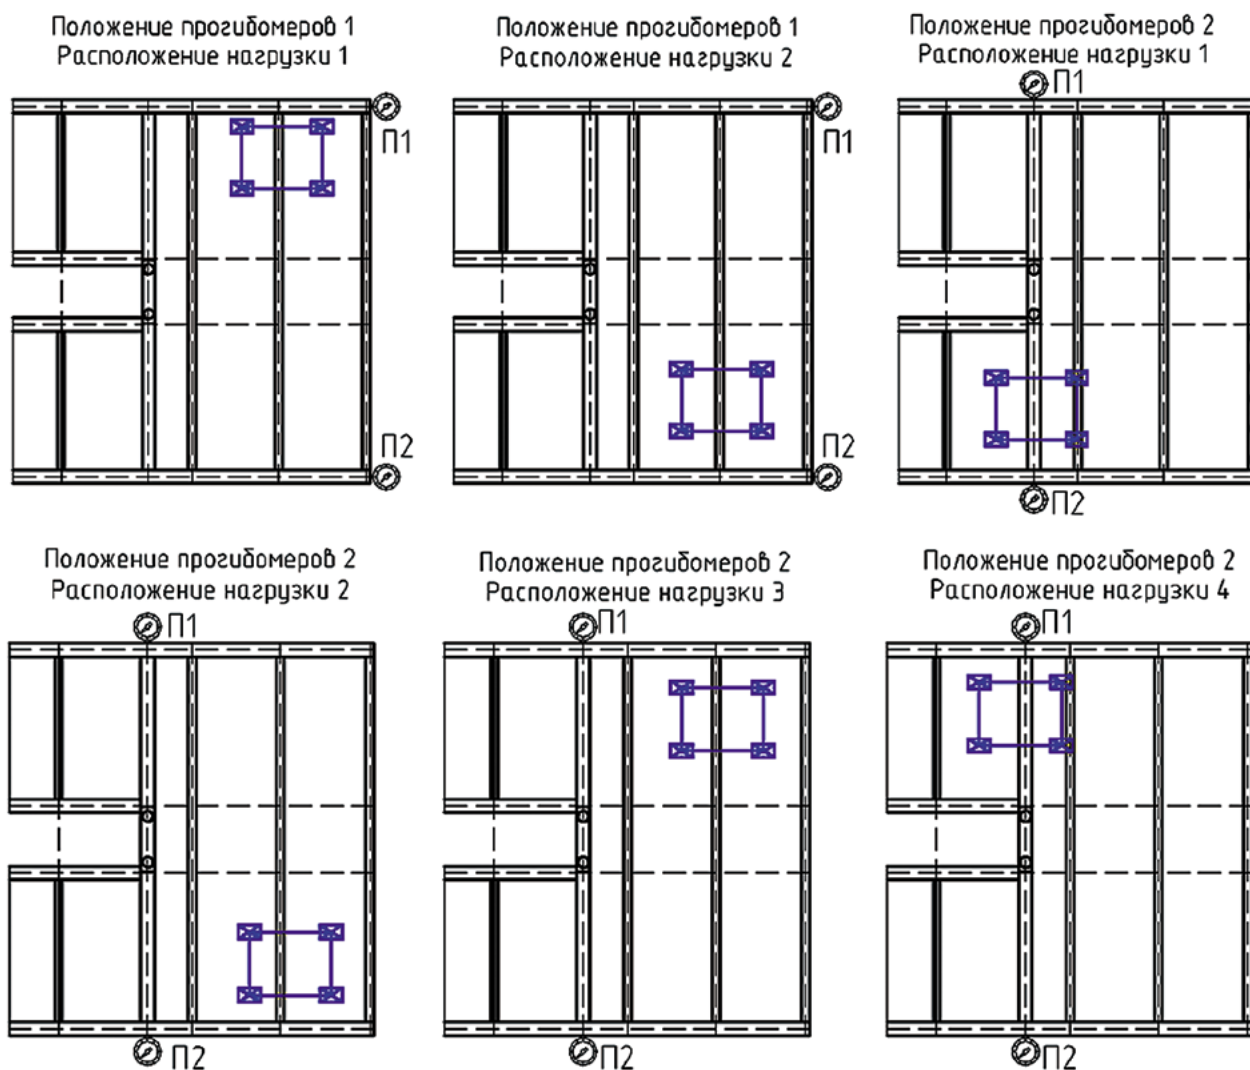 Положение прогибомеров 1
Расположение нагрузки 1
П1
П2
Положение прогибомеров 1
Расположение нагрузки 2
П1
П2
Положение прогибомеров 2
Расположение нагрузки 1
П1
П2
Положение прогибомеров 2
Расположение нагрузки 2
П1
П2
Положение прогибомеров 2
Расположение нагрузки 3
П1
П2
Положение прогибомеров 2
Расположение нагрузки 4
П1
П2